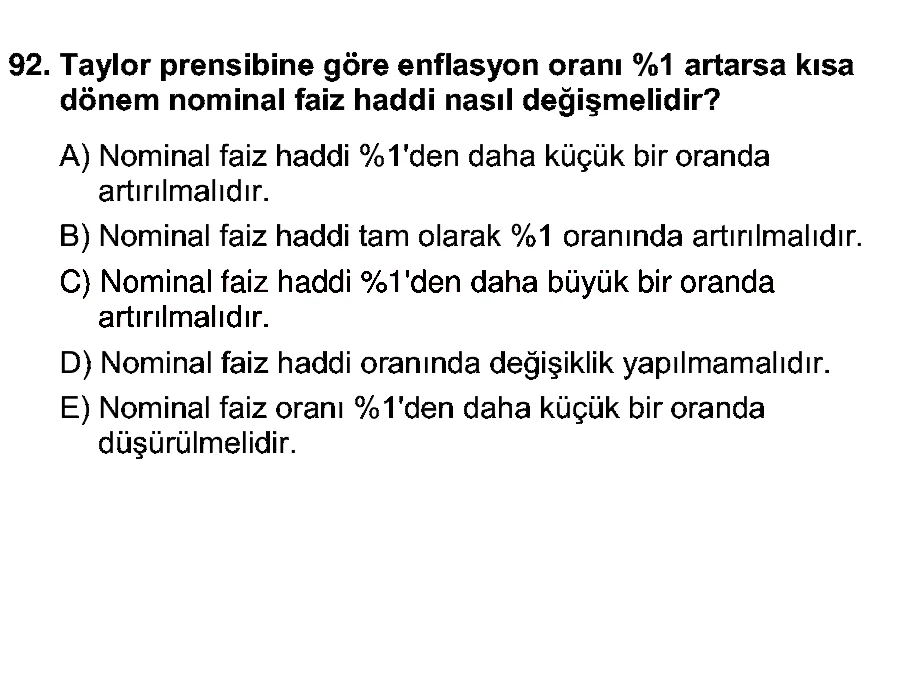 92. Taylor prensibine göre enflasyon oranı %1 artarsa kısa
dönem nominal faiz haddi nasıl değişmelidir?
A) Nominal faiz haddi %1'den daha küçük bir oranda
artırılmalıdır.
B) Nominal faiz haddi tam olarak %1 oranında artırılmalıdır.
C) Nominal faiz haddi %1'den daha büyük bir oranda
artırılmalıdır.
D) Nominal faiz haddi oranında değişiklik yapılmamalıdır.
E) Nominal faiz oranı %1'den daha küçük bir oranda
düşürülmelidir.